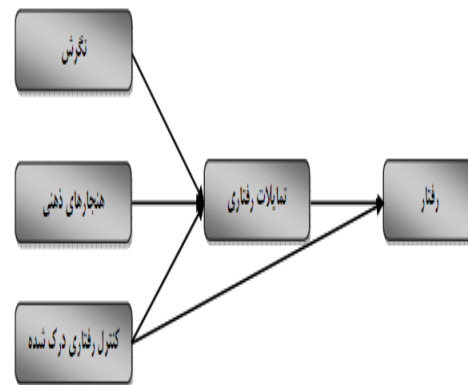 نگرش
هنجارهای ذهنی
تمایلات رفتاری
رفتار
کنترل رفتاری درک شده